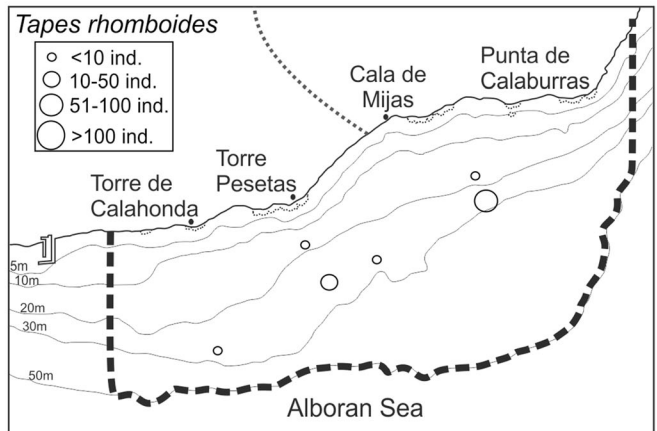 Tapes rhomboides
<10 ind.
10-50 ind.
51-100 ind.
>100 ind.
Punta de
Calaburras
Cala de
Mijas
Torre
Pesetas
Torre de
Calahonda
5m
10m
20m
30m
50m
Alboran Sea